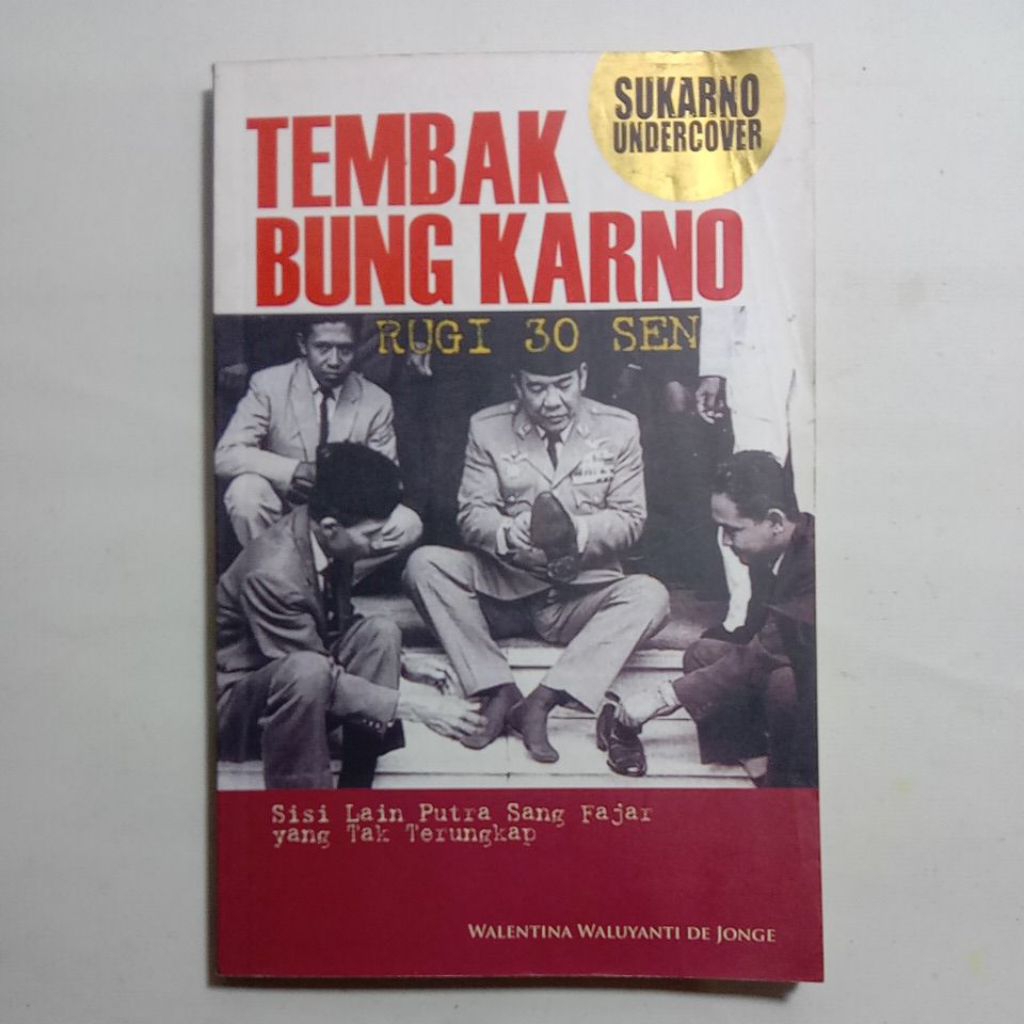 SUKARNO
UNDERCOVER
TEMBAK
BUNG KARNO
RUGI 30 SEN
Sisi Lain Putra Sang Fajar
yang Tak Terungkap
WALENTINA WALUYANTI DE JONGE